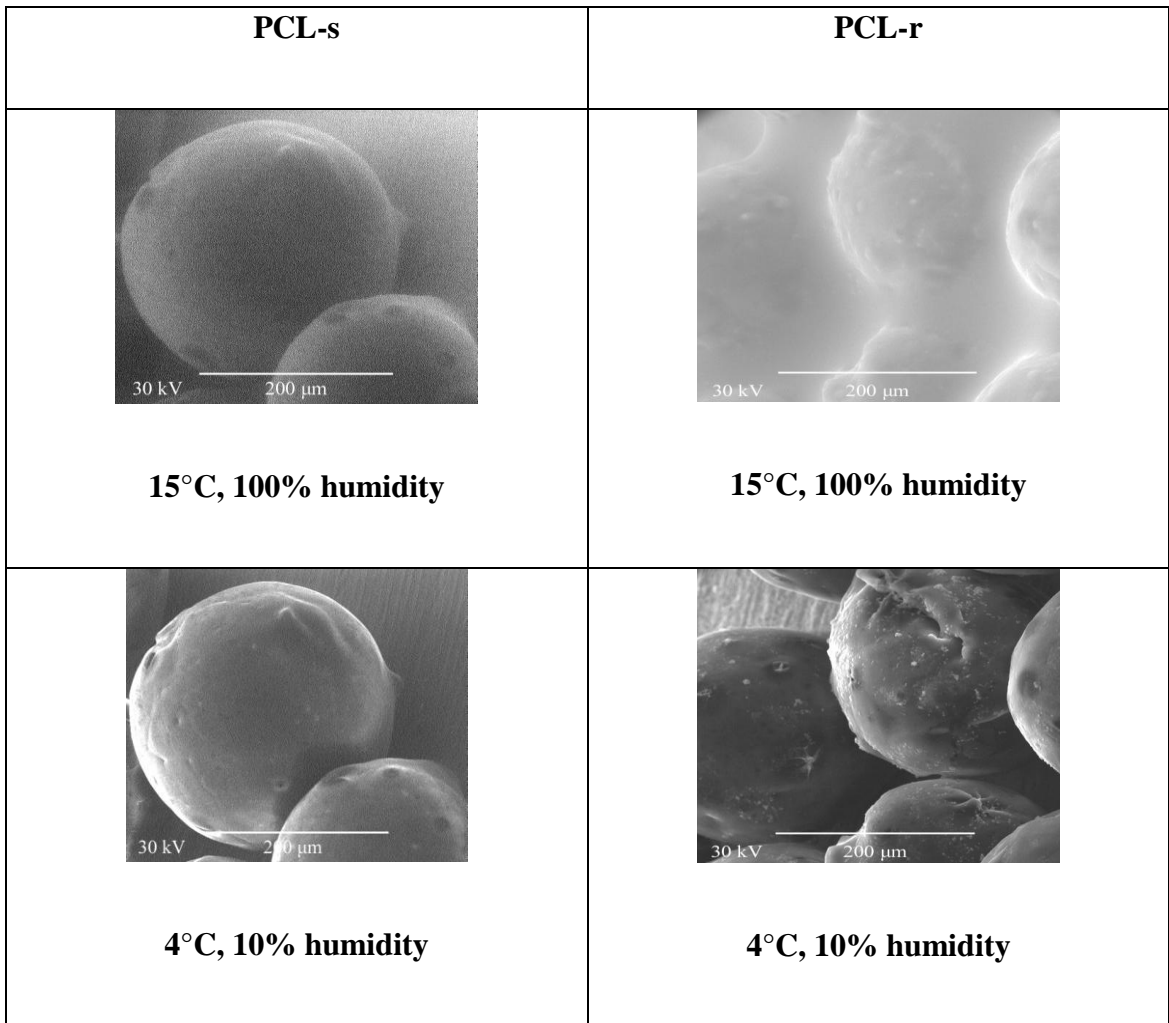 PCL-s
PCL-r
30 kV
200 µm
30 kV
200 µm
15°C, 100% humidity
15°C, 100% humidity
30 kV
200 µm
30 kV
200 µm
4°C, 10% humidity
4°C, 10% humidity